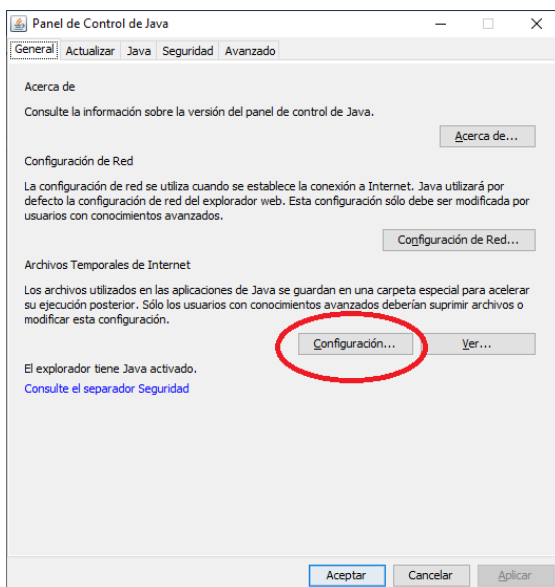 Panel de Control de Java
General Actualizar Java Seguridad Avanzado
Acerca de
Consulte la información sobre la versión del panel de control de Java.
Acerca de...
Configuración de Red
La configuración de red se utiliza cuando se establece la conexión a Internet. Java utilizará por
defecto la configuración de red del explorador web. Esta configuración sólo debe ser modificada por
usuarios con conocimientos avanzados.
Configuración de Red...
Archivos Temporales de Internet
Los archivos utilizados en las aplicaciones de Java se guardan en una carpeta especial para acelerar
su ejecución posterior. Sólo los usuarios con conocimientos avanzados deberían suprimir archivos o
modificar esta configuración.
Configuración... Ver...
El explorador tiene Java activado.
Consulte el separador Seguridad
Aceptar Cancelar Aplicar